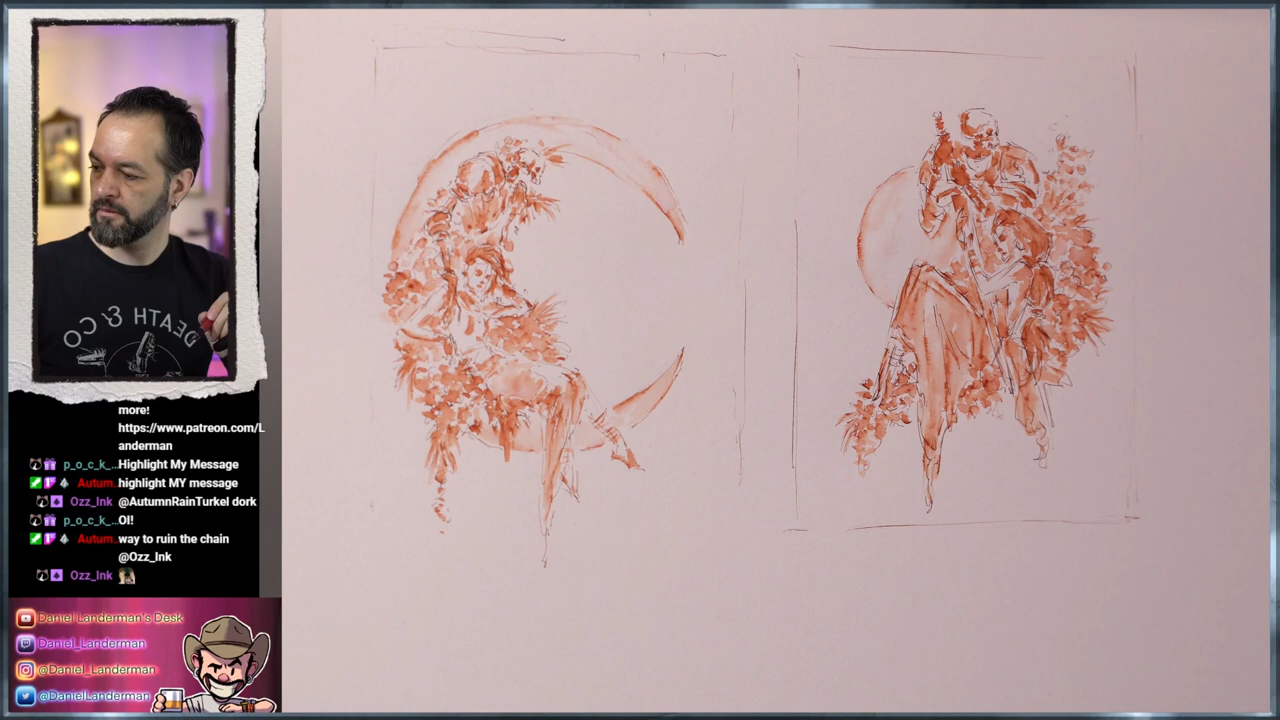 DEATH & CO
more!
https://www.patreon.com/L
anderman
p_o_c_k_... Highlight My Message
Autum... highlight MY message
Ozz_Ink @AutumnRainTurkel dork
p_o_c_k_... OI!
Autum... way to ruin the chain
@Ozz_Ink
Ozz_Ink
Daniel Landerman's Desk
Daniel_Landerman
@Daniel_Landerman
@DanielLanderman